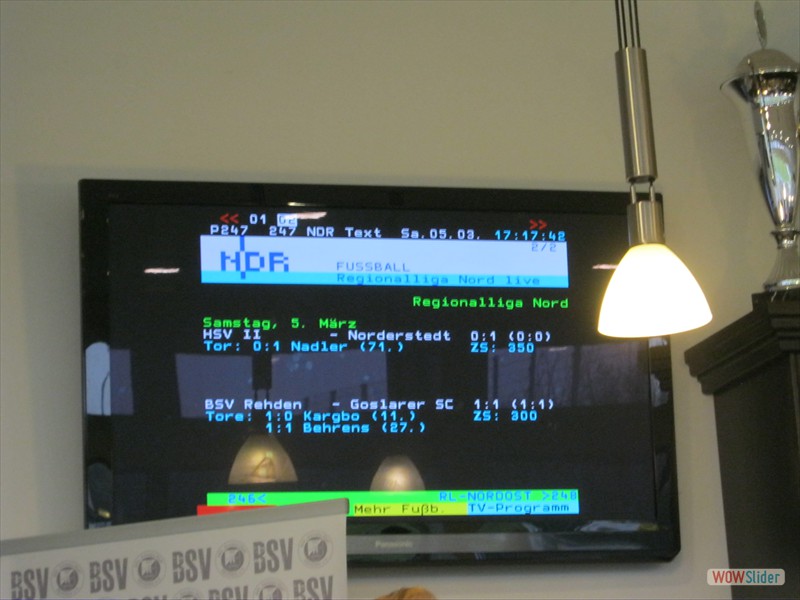 << 01 02 >>
P247 247 NDR Text Sa.05.03. 17:17:42
2/2
NDR FUSSBALL
Regionalliga Nord live
Regionalliga Nord
Samstag, 5. März
HSV II - Norderstedt 0:1 (0:0)
Tor: 0:1 Nadler (71.) ZS: 350
BSV Rehden - Goslarer SC 1:1 (1:1)
Tore: 1:0 Kargbo (11.) ZS: 300
1:1 Behrens (27.)
246< RL-NORDOST >248
Mehr Fußb. TV-Programm
Panasonic
BSV BSV BSV BSV
BSV BSV
WOWSlider